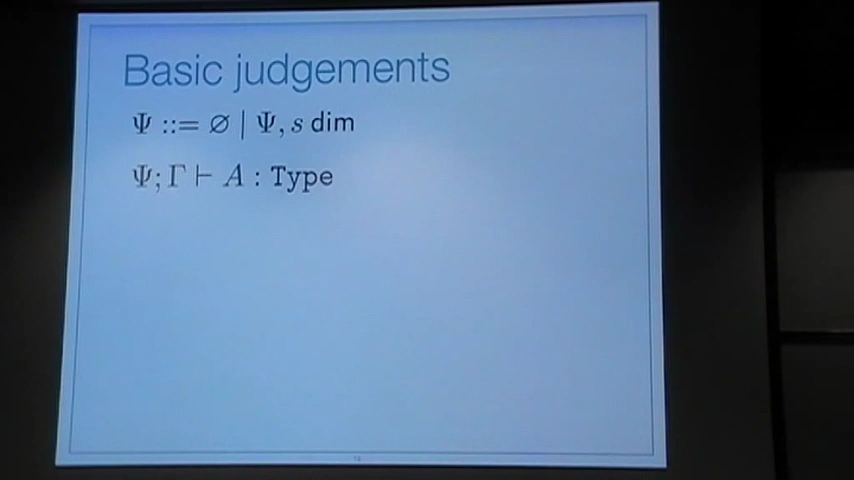 Basic judgements
Ψ ::= ∅ | Ψ, s dim
Ψ; Γ ⊢ A : Type